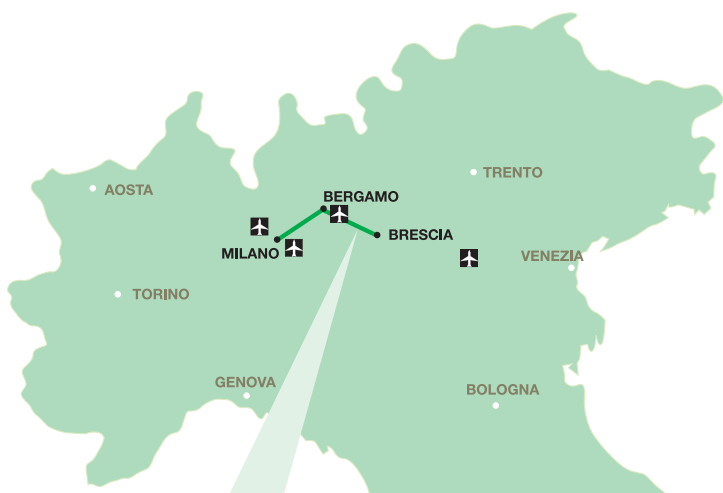 TRENTO
AOSTA
BERGAMO
BRESCIA
MILANO
VENEZIA
TORINO
GENOVA
BOLOGNA